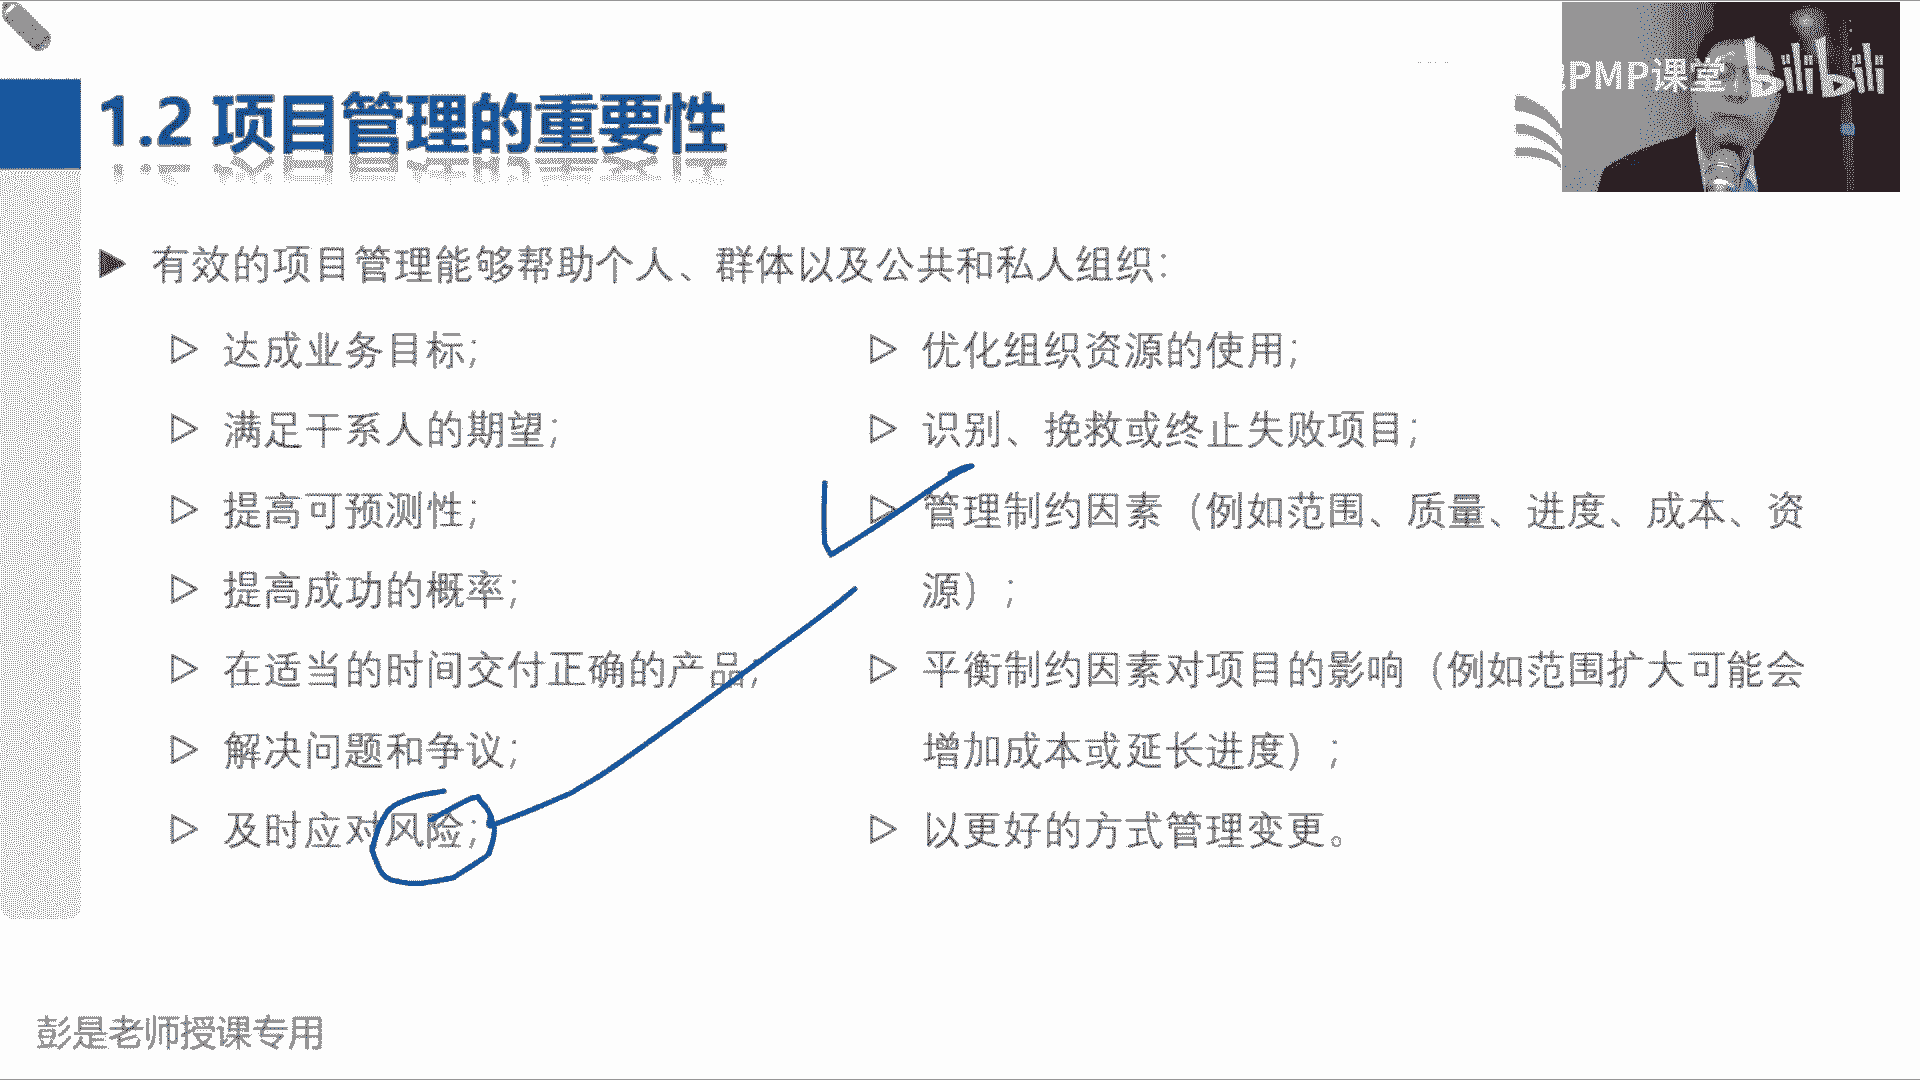 PMP课堂 bilibili
1.2 项目管理的重要性
有效的项目管理能够帮助个人、群体以及公共和私人组织：
达成业务目标；
满足干系人的期望；
提高可预测性；
提高成功的概率；
在适当的时间交付正确的产品；
解决问题和争议；
及时应对风险；
优化组织资源的使用；
识别、挽救或终止失败项目；
管理制约因素（例如范围、质量、进度、成本、资
源）；
平衡制约因素对项目的影响（例如范围扩大可能会
增加成本或延长进度）；
以更好的方式管理变更。
彭是老师授课专用